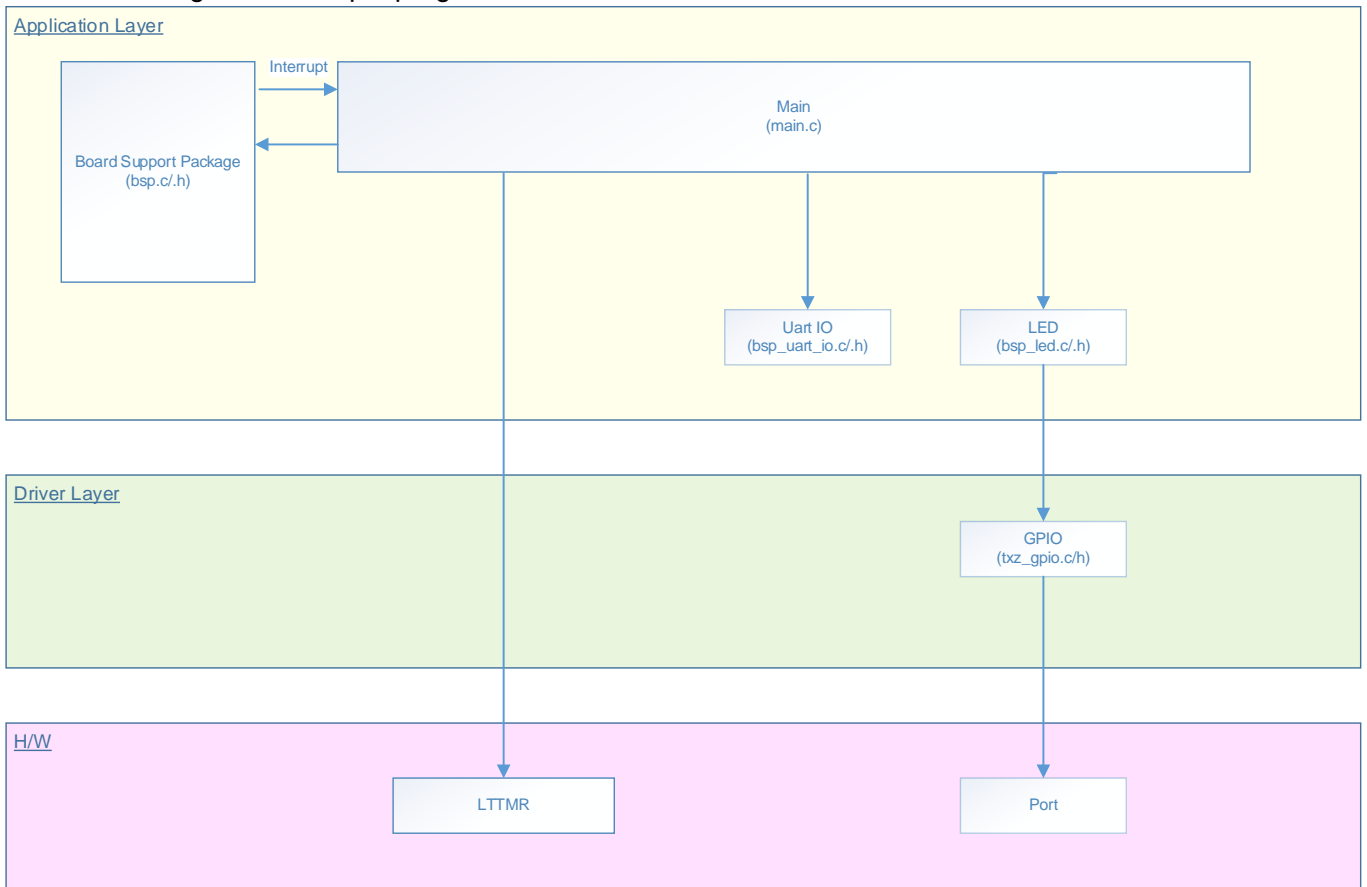 Application Layer
Interrupt
Main
(main.c)
Board Support Package
(bsp.c/.h)
Uart IO
(bsp_uart_io.c/.h)
LED
(bsp_led.c/.h)
Driver Layer
GPIO
(txz_gpio.c/h)
H/W
LTTMR
Port